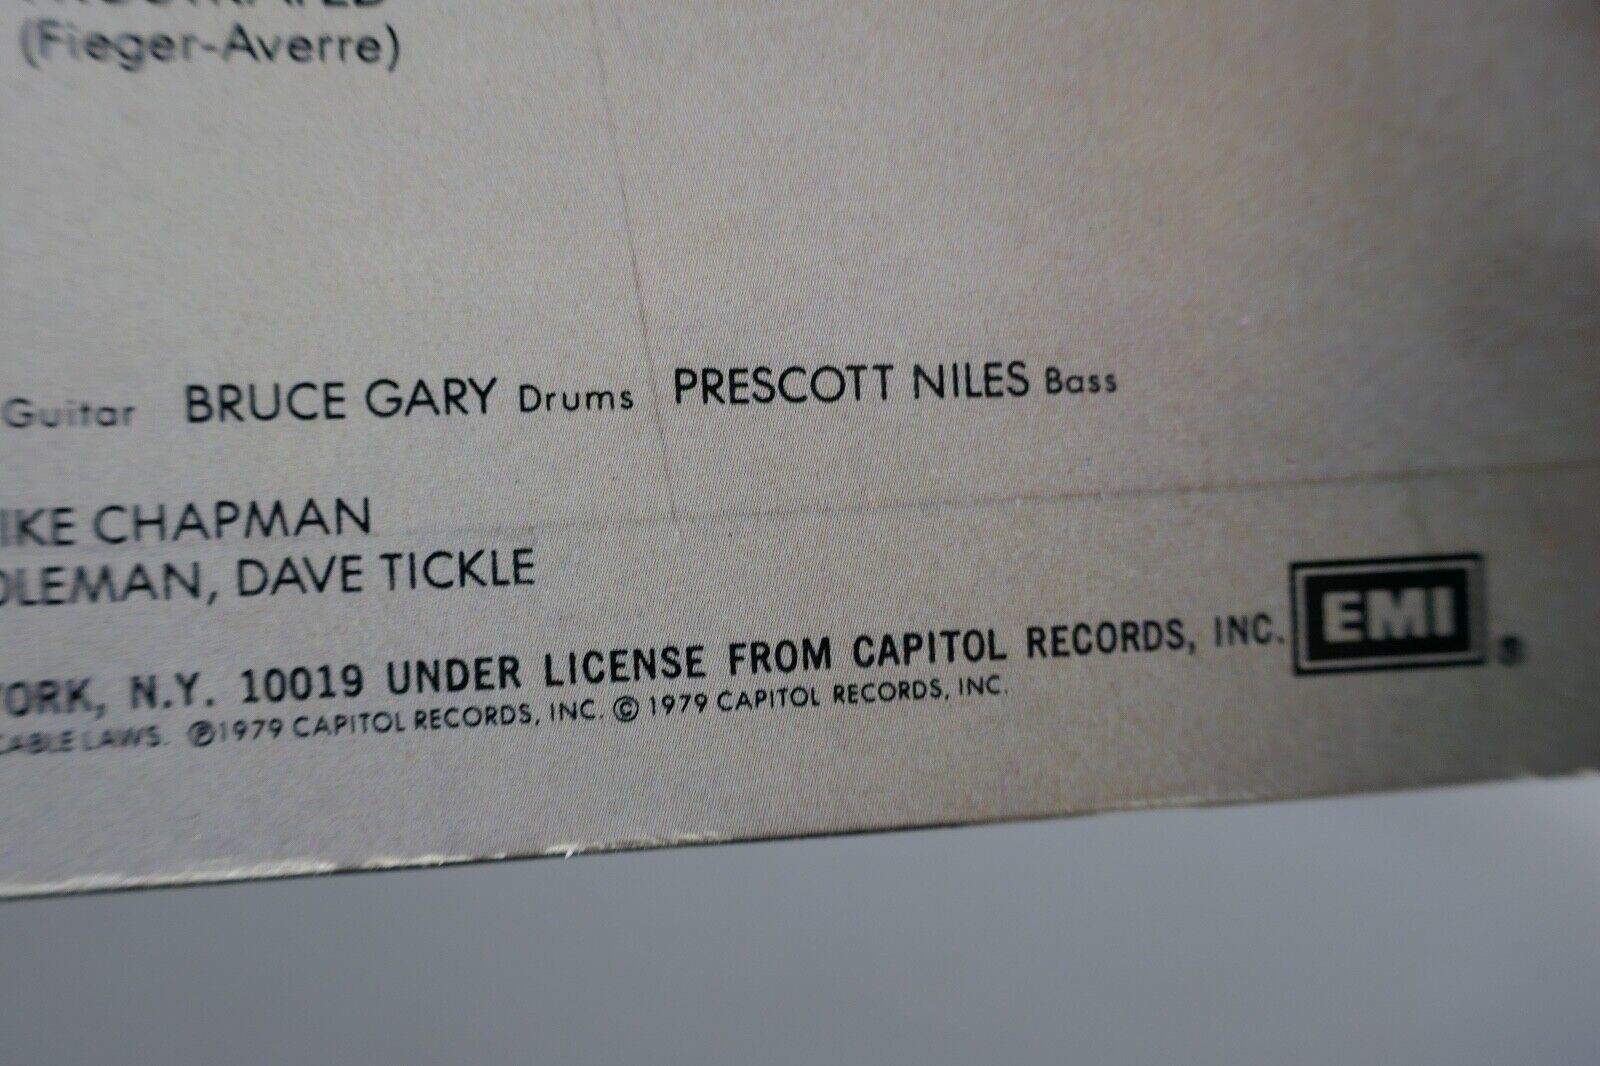 (Fieger-Averre)
Guitar BRUCE GARY Drums PRESCOTT NILES Bass
IKE CHAPMAN
OLEMAN, DAVE TICKLE
YORK, N.Y. 10019 UNDER LICENSE FROM CAPITOL RECORDS, INC. EMI
CABLE LAWS. ℗1979 CAPITOL RECORDS, INC. © 1979 CAPITOL RECORDS, INC.